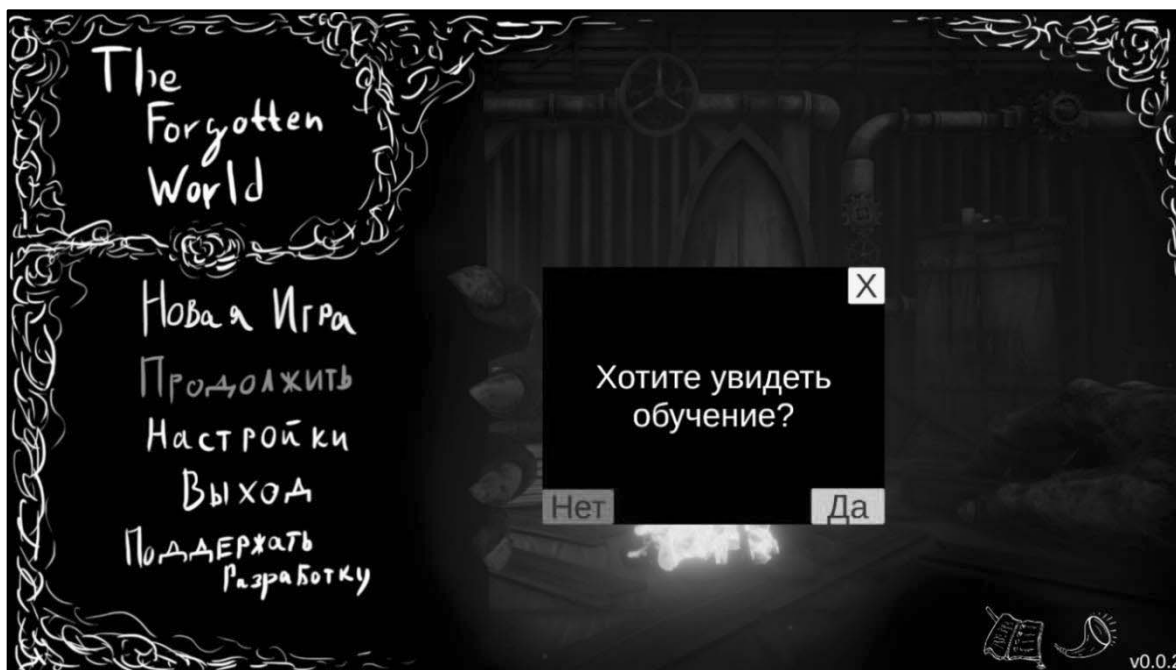 The
Forgotten
World
Новая Игра
Продолжить
Настройки
Выход
Поддержать
Разработку
X
Хотите увидеть
обучение?
Нет
Да